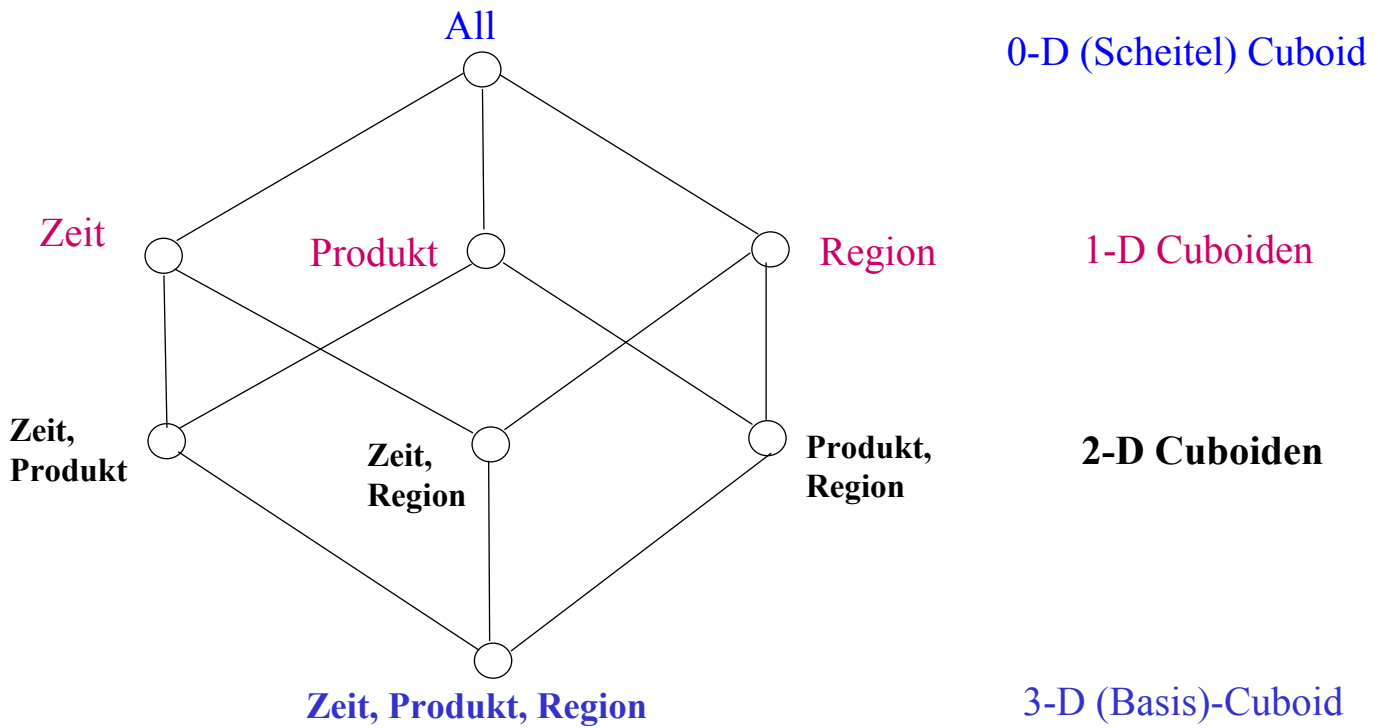 All
0-D (Scheitel) Cuboid
Zeit
Produkt
Region
1-D Cuboiden
Zeit,
Produkt
Zeit,
Region
Produkt,
Region
2-D Cuboiden
Zeit, Produkt, Region
3-D (Basis)-Cuboid